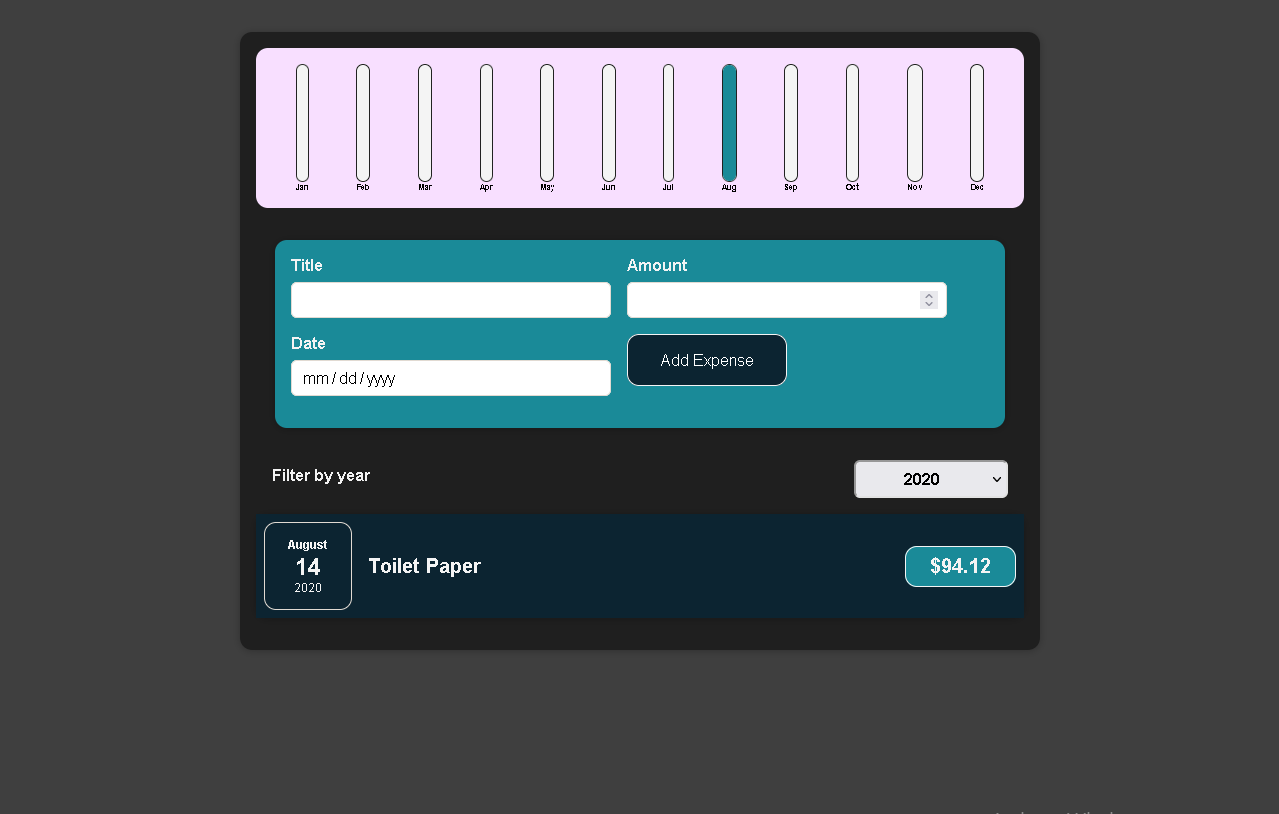 Jan Feb Mar Apr May Jun Jul Aug Sep Oct Nov Dec
Title Amount
Date
mm/dd/yyyy
Add Expense
Filter by year
2020
August
14
2020
Toilet Paper
$94.12